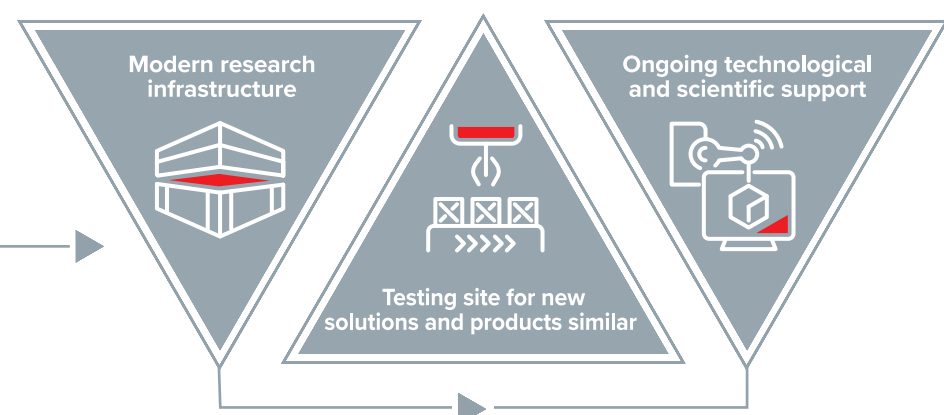 Modern research
infrastructure
Testing site for new
solutions and products similar
Ongoing technological
and scientific support